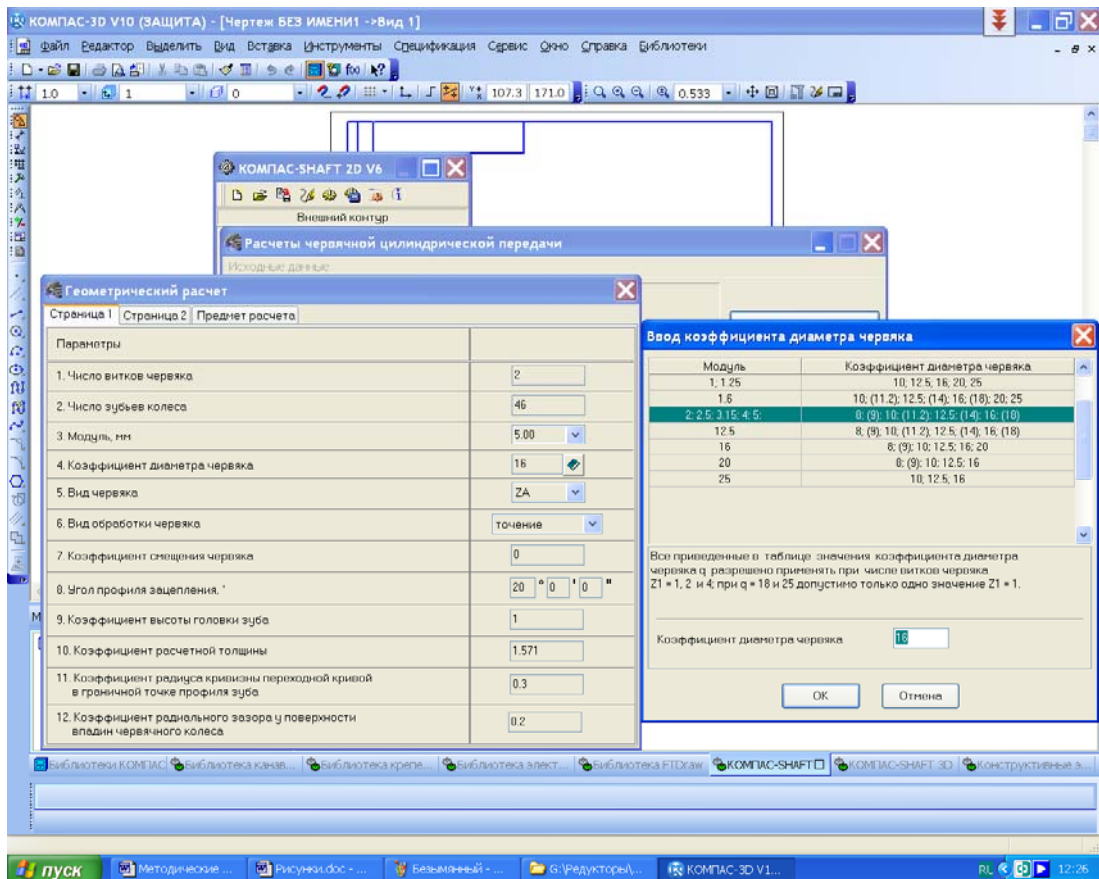 КОМПАС-3D V10 (ЗАЩИТА) - [Чертеж БЕЗ ИМЕНИ1 ->Вид 1]
Файл Редактор Выделить Вид Вставка Инструменты Спецификация Сервис Окно Справка Библиотеки
1.0 1 0 107.3 171.0 0.533
КОМПАС-SHAFT 2D V6
Внешний контур
Расчеты червячной цилиндрической передачи
Исходные данные
Геометрический расчет
Страница 1 Страница 2 Предмет расчета
Параметры
1. Число витков червяка 2
2. Число зубьев колеса 46
3. Модуль, мм 5.00
4. Коэффициент диаметра червяка 16
5. Вид червяка ZA
6. Вид обработки червяка точение
7. Коэффициент смещения червяка 0
8. Угол профиля зацепления, ° 20 ° 0 ' 0 "
9. Коэффициент высоты головки зуба 1
10. Коэффициент расчетной толщины 1.571
11. Коэффициент радиуса кривизны переходной кривой
в граничной точке профиля зуба 0.3
12. Коэффициент радиального зазора у поверхности
впадин червячного колеса 0.2
Ввод коэффициента диаметра червяка
Модуль Коэффициент диаметра червяка
1; 1.25 10; 12.5; 16; 20; 25
1.6 10; (11.2); 12.5; (14); 16; (18); 20; 25
2; 2.5; 3.15; 4; 5; 8; (9); 10; (11.2); 12.5; (14); 16; (18)
12.5 8; (9); 10; (11.2); 12.5; (14); 16; (18)
16 8; (9); 10; 12.5; 16; 20
20 8; (9); 10; 12.5; 16
25 10; 12.5; 16
Все приведенные в таблице значения коэффициента диаметра
червяка q разрешено применять при числе витков червяка
Z1 = 1, 2 и 4; при q = 18 и 25 допустимо только одно значение Z1 = 1.
Коэффициент диаметра червяка 16
OK Отмена
Библиотеки КОМПАС Библиотека канав... Библиотека крепе... Библиотека элект... Библиотека FTDraw КОМПАС-SHAFT КОМПАС-SHAFT 3D Конструктивные э...
пуск Методические ... Рисунки.doc - ... Безымянный - ... G:\Редукторы\... КОМПАС-3D V1... RL 12:26